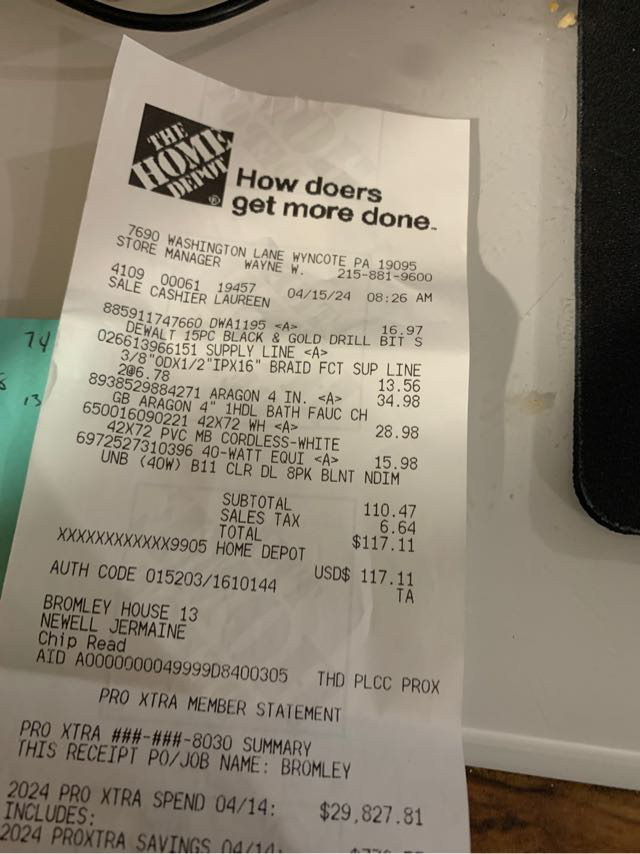 THE
HOME
DEPOT
How doers
get more done.
7690 WASHINGTON LANE WYNCOTE PA 19095
STORE MANAGER WAYNE W. 215-881-9600
4109 00061 19457 04/15/24 08:26 AM
SALE CASHIER LAUREEN
885911747660 DWA1195 <A> 16.97
DEWALT 15PC BLACK & GOLD DRILL BIT S
026613966151 SUPPLY LINE <A>
3/8"ODX1/2"IPX16" BRAID FCT SUP LINE
2@6.78 13.56
8938529884271 ARAGON 4 IN. <A> 34.98
GB ARAGON 4" 1HDL BATH FAUC CH
650016090221 42X72 WH <A> 28.98
42X72 PVC MB CORDLESS-WHITE
6972527310396 40-WATT EQUI <A> 15.98
UNB (40W) B11 CLR DL 8PK BLNT NDIM
SUBTOTAL 110.47
SALES TAX 6.64
TOTAL $117.11
XXXXXXXXXXXX9905 HOME DEPOT
USD$ 117.11
AUTH CODE 015203/1610144 TA
BROMLEY HOUSE 13
NEWELL JERMAINE
Chip Read
AID A0000000049999D8400305 THD PLCC PROX
PRO XTRA MEMBER STATEMENT
PRO XTRA ###-###-8030 SUMMARY
THIS RECEIPT PO/JOB NAME: BROMLEY
2024 PRO XTRA SPEND 04/14: $29,827.81
INCLUDES:
2024 PROXTRA SAVINGS 04/14:
74
13